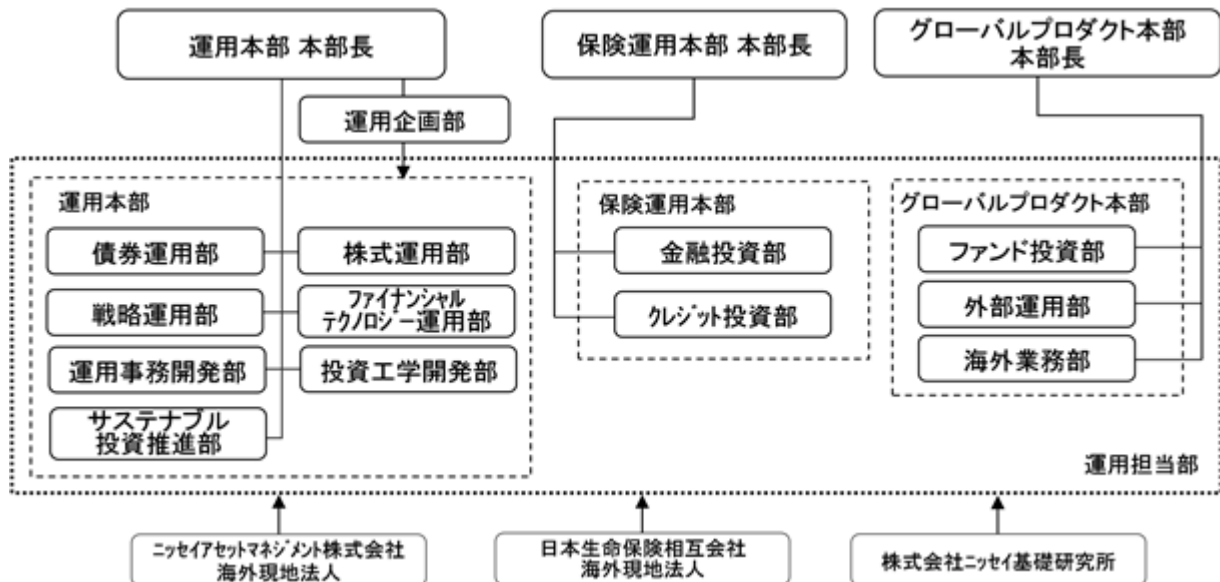 運用本部 本部長
保険運用本部 本部長
グローバルプロダクト本部
本部長
運用企画部
運用本部
債券運用部
株式運用部
戦略運用部
ファイナンシャル
テクノロジー運用部
運用事務開発部
投資工学開発部
サステナブル
投資推進部
保険運用本部
金融投資部
クレジット投資部
グローバルプロダクト本部
ファンド投資部
外部運用部
海外業務部
運用担当部
ニッセイアセットマネジメント株式会社
海外現地法人
日本生命保険相互会社
海外現地法人
株式会社ニッセイ基礎研究所